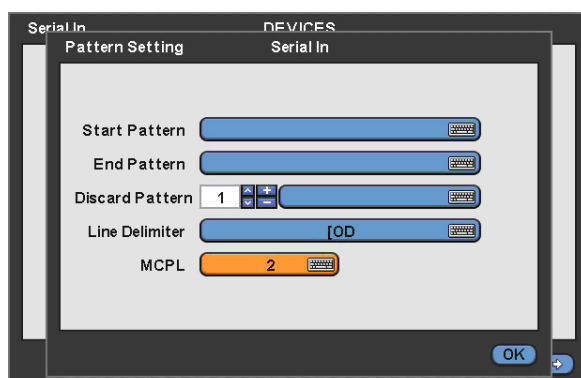 Serial In DEVICES
Pattern Setting Serial In
Start Pattern
End Pattern
Discard Pattern 1
Line Delimiter [OD
MCPL 2
OK